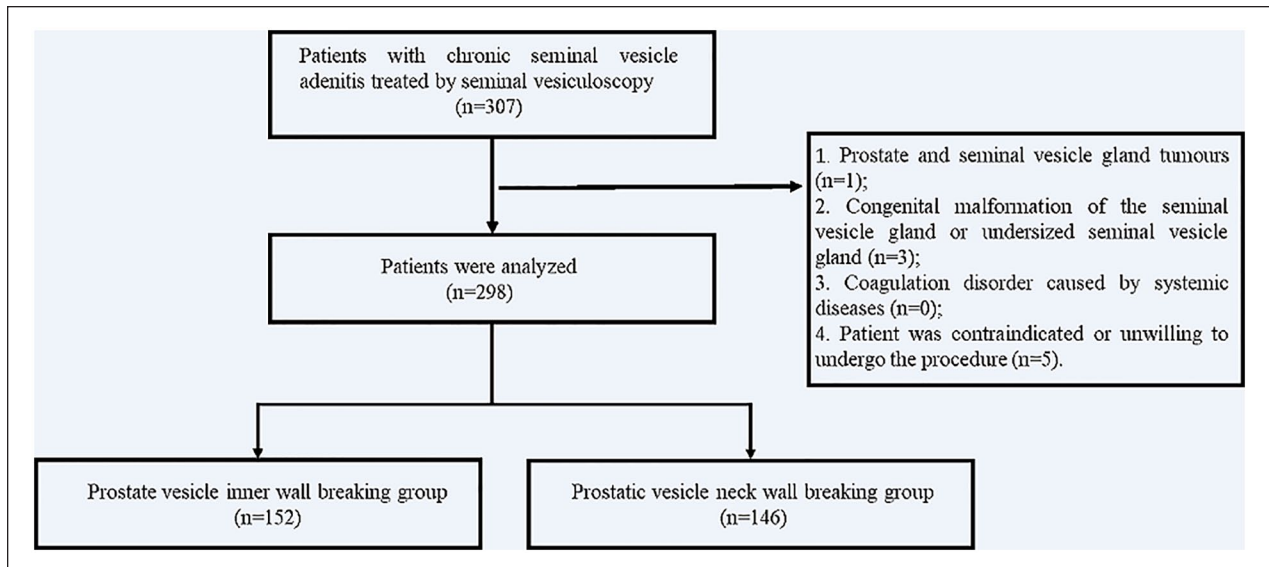 Patients with chronic seminal vesicle
adenitis treated by seminal vesiculoscopy
(n=307)
1. Prostate and seminal vesicle gland tumours
(n=1);
2. Congenital malformation of the seminal
vesicle gland or undersized seminal vesicle
gland (n=3);
3. Coagulation disorder caused by systemic
diseases (n=0);
4. Patient was contraindicated or unwilling to
undergo the procedure (n=5).
Patients were analyzed
(n=298)
Prostate vesicle inner wall breaking group
(n=152)
Prostatic vesicle neck wall breaking group
(n=146)